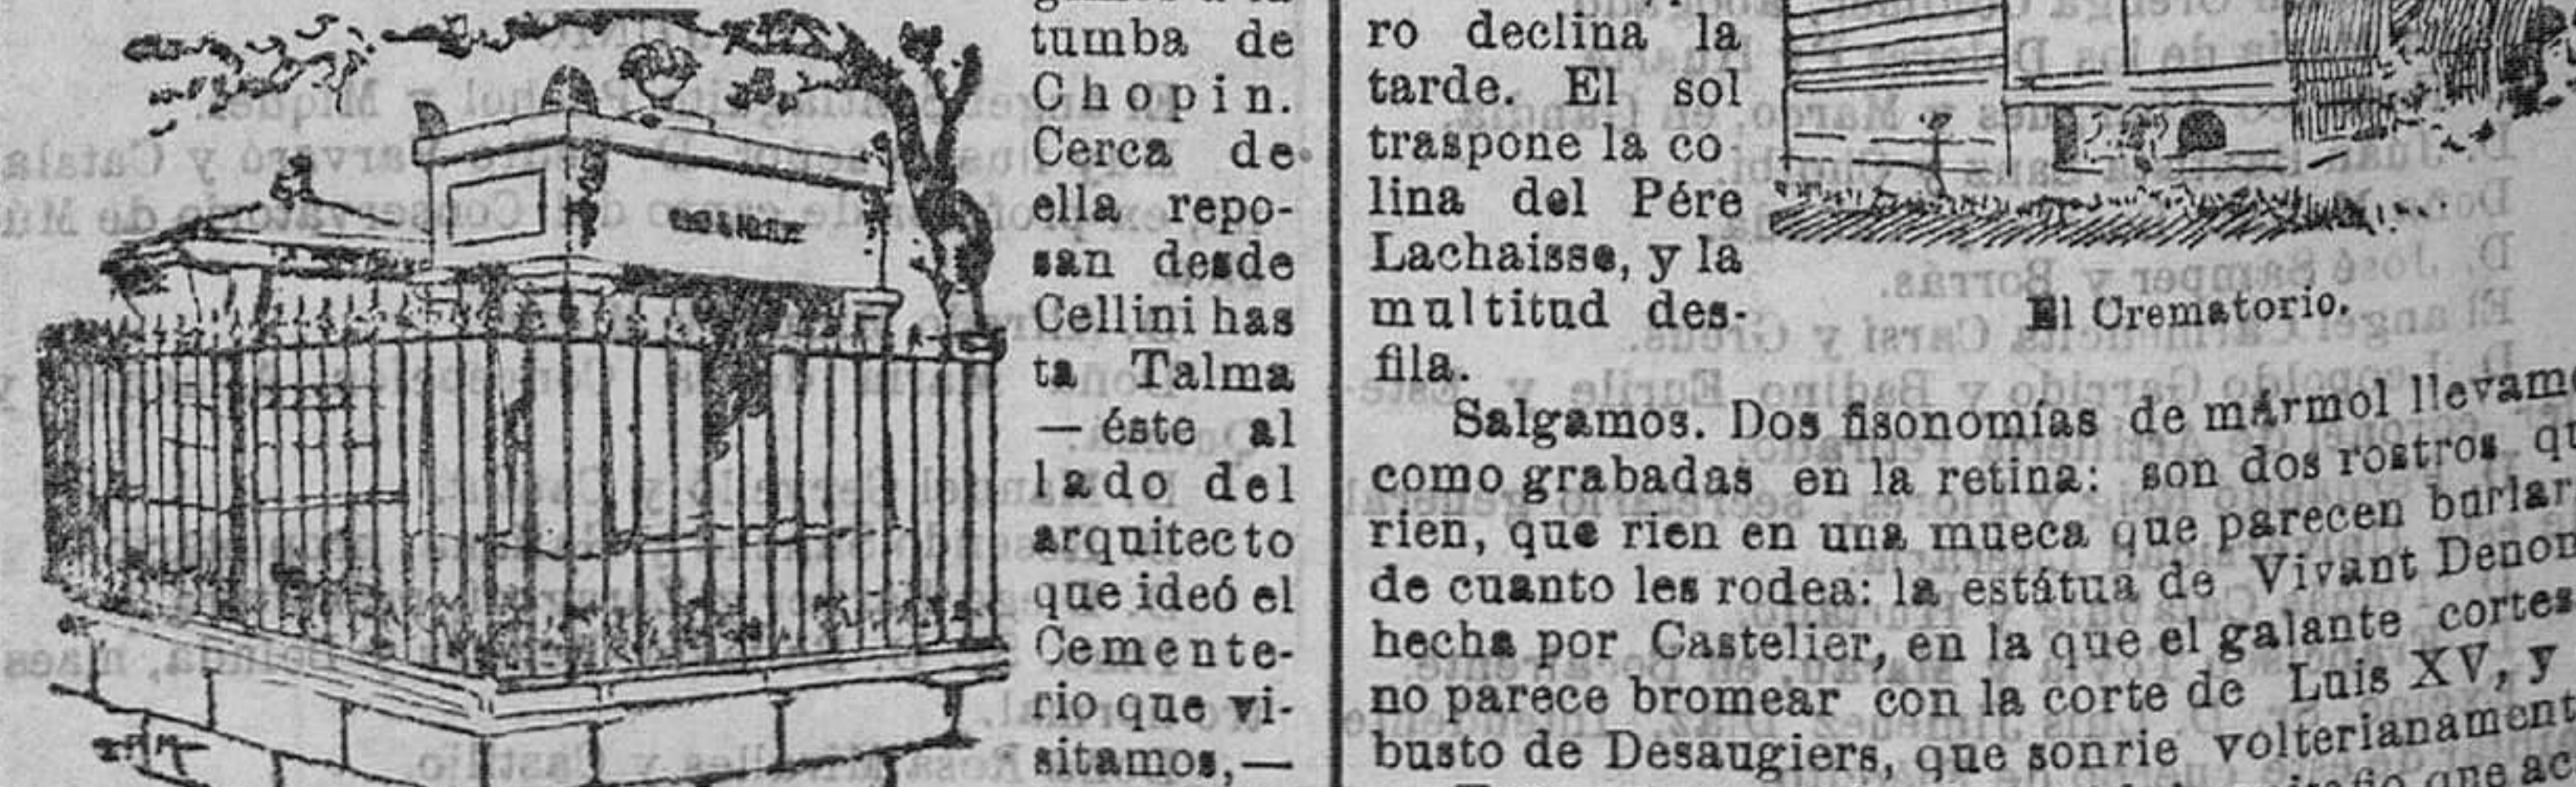 tumba de
Chopin.
Cerca de
ella repo-
san desde
Cellini has
ta Talma
— éste al
lado del
arquitecto
que ideó el
Cemente-
rio que vi-
sitamos,—
ro declina la
tarde. El sol
traspone la co
lina del Pére
Lachaisse, y la
multitud des-
fila.
El Crematorio.
Salgamos. Dos fisonomías de mármol llevamo
como grabadas en la retina: son dos rostros qu
rien, que rien en una mueca que parecen burlar
de cuanto les rodea: la estátua de Vivant Denon
hecha por Castelier, en la que el galante cortes
no parece bromear con la corte de Luis XV, y
busto de Desaugiers, que sonrie volterianament
que ac